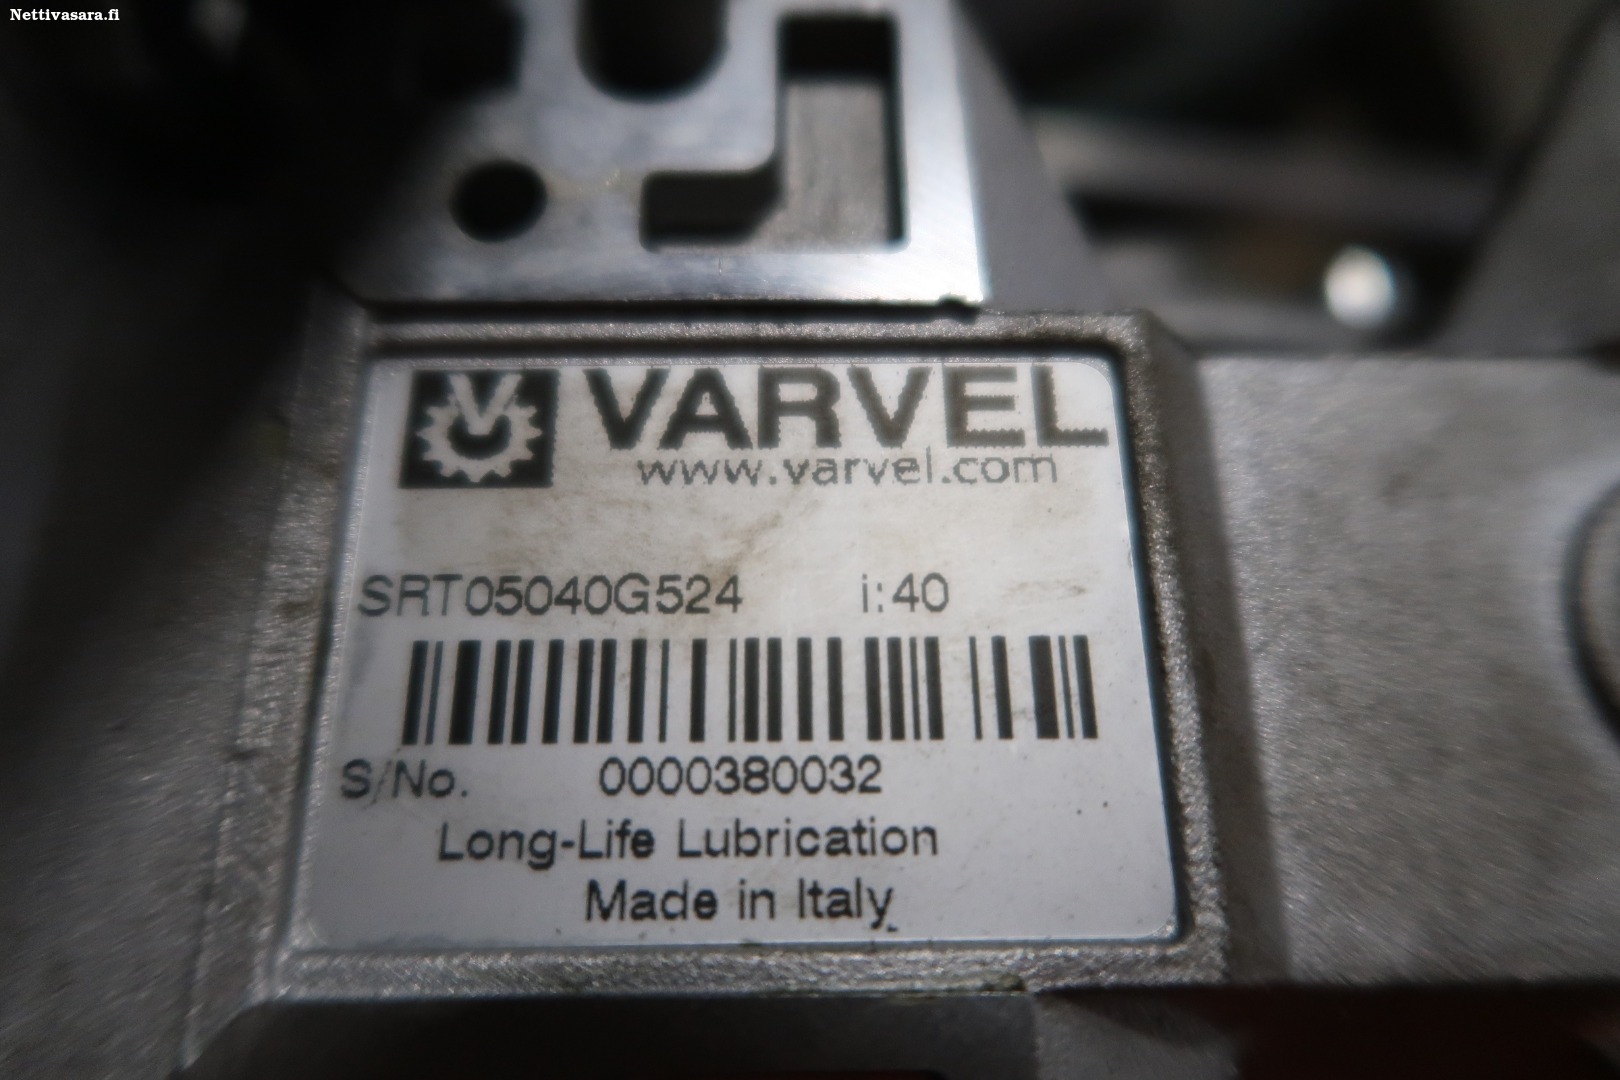 Nettivasara.fi
VARVEL
www.varvel.com
SRT05040G524 i:40
S/No. 0000380032
Long-Life Lubrication
Made in Italy